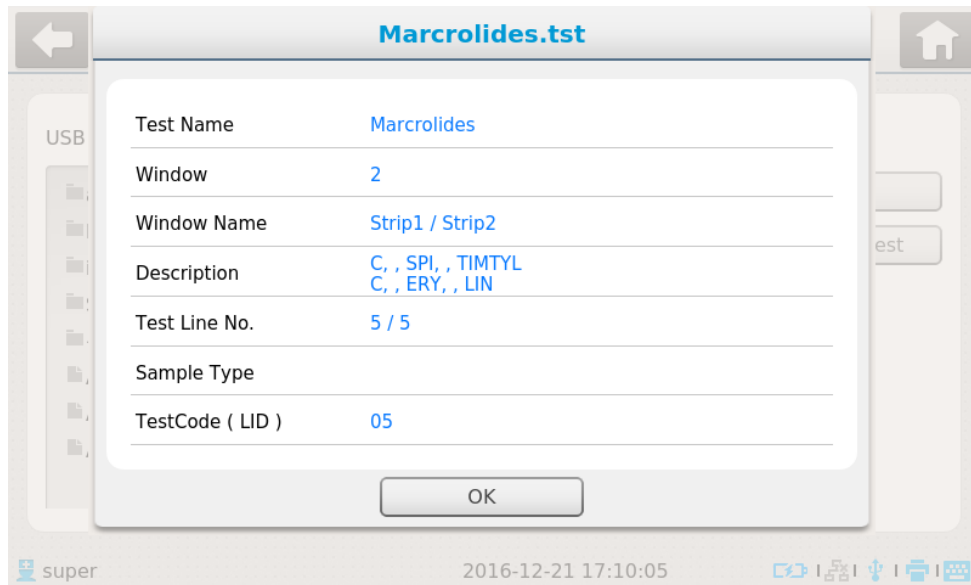 Marcrolides.tst
USB
Test Name Marcrolides
Window 2
Window Name Strip1 / Strip2
Description C, , SPI, , TIMTYL
C, , ERY, , LIN
Test Line No. 5 / 5
est
Sample Type
TestCode ( LID ) 05
OK
super 2016-12-21 17:10:05